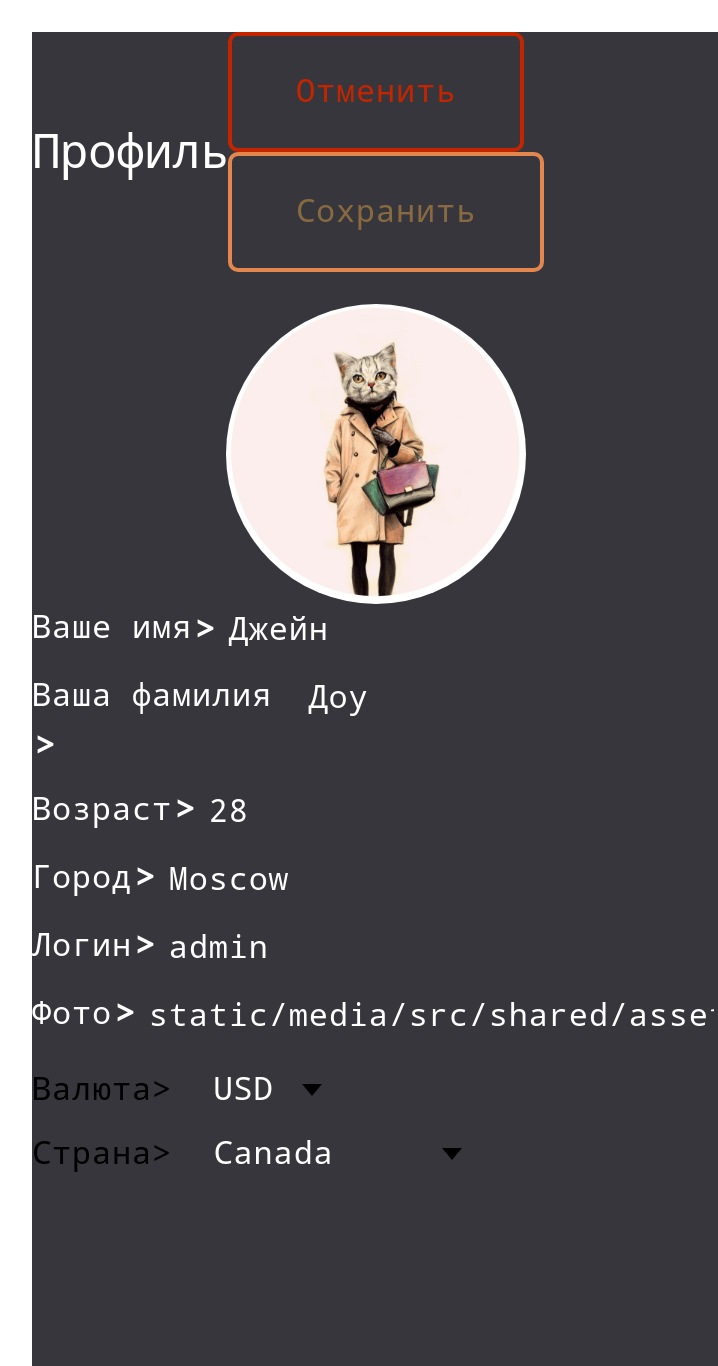 Отменить
Профиль
Сохранить
Ваше имя> Джейн
Ваша фамилия Доу
>
Возраст> 28
Город> Moscow
Логин> admin
Фото> static/media/src/shared/asse
Валюта> USD
Страна> Canada